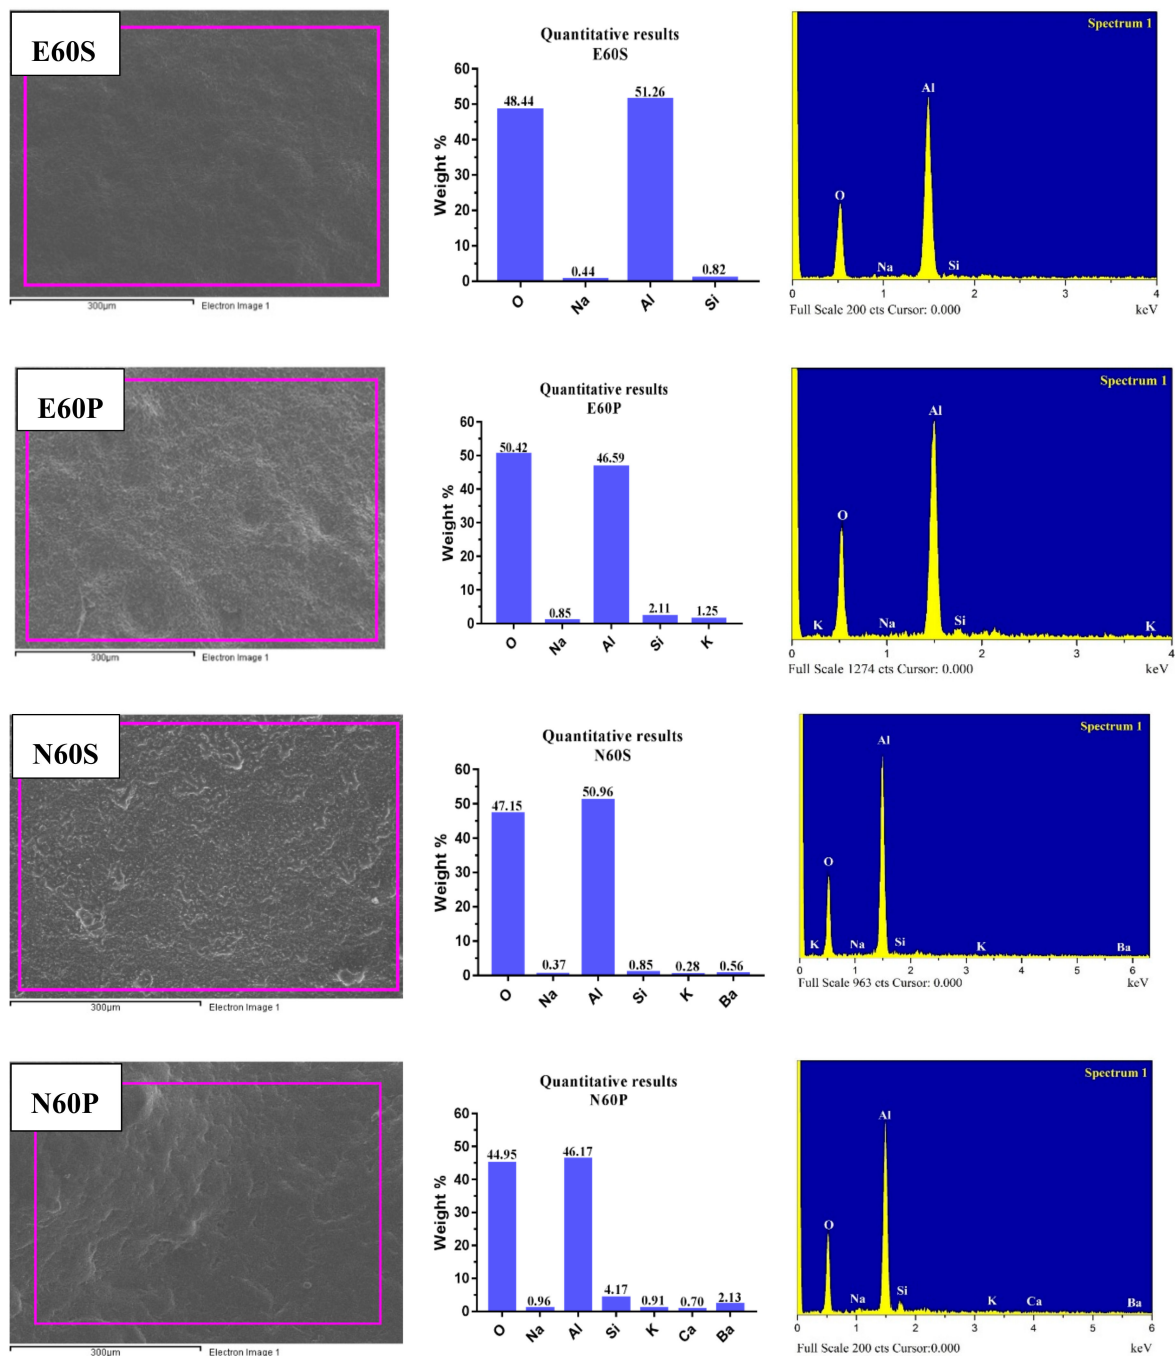 E60S
300µm
Electron Image 1
Quantitative results
E60S
Weight %
60
50
40
30
20
10
0
48.44
0.44
51.26
0.82
O
Na
Al
Si
Spectrum 1
Al
O
Na
Si
0
1
2
3
4
Full Scale 200 cts Cursor: 0.000
keV
E60P
300µm
Electron Image 1
Quantitative results
E60P
Weight %
60
50
40
30
20
10
0
50.42
0.85
46.59
2.11
1.25
O
Na
Al
Si
K
Spectrum 1
Al
O
K
Na
Si
K
0
1
2
3
4
Full Scale 1274 cts Cursor: 0.000
keV
N60S
300µm
Electron Image 1
Quantitative results
N60S
Weight %
60
50
40
30
20
10
0
47.15
0.37
50.96
0.85
0.28
0.56
O
Na
Al
Si
K
Ba
Spectrum 1
Al
O
K
Na
Si
K
Ba
0
1
2
3
4
5
6
Full Scale 963 cts Cursor: 0.000
keV
N60P
300µm
Electron Image 1
Quantitative results
N60P
Weight %
60
50
40
30
20
10
0
44.95
0.96
46.17
4.17
0.91
0.70
2.13
O
Na
Al
Si
K
Ca
Ba
Spectrum 1
Al
O
Na
Si
K
Ca
Ba
0
1
2
3
4
5
6
Full Scale 200 cts Cursor:0.000
keV